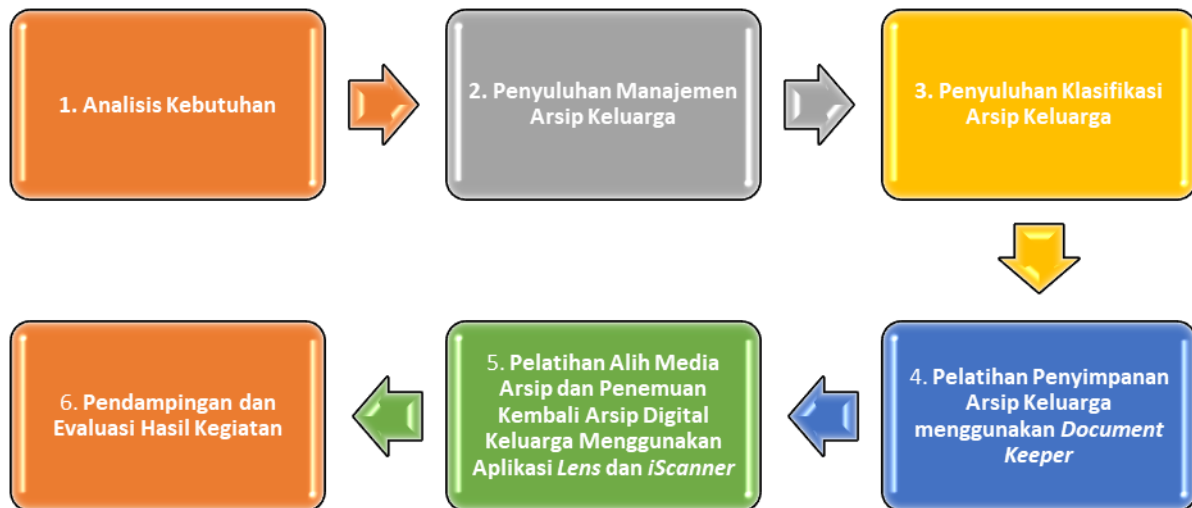 1. Analisis Kebutuhan
2. Penyuluhan Manajemen
Arsip Keluarga
3. Penyuluhan Klasifikasi
Arsip Keluarga
4. Pelatihan Penyimpanan
Arsip Keluarga
menggunakan Document
Keeper
5. Pelatihan Alih Media
Arsip dan Penemuan
Kembali Arsip Digital
Keluarga Menggunakan
Aplikasi Lens dan iScanner
6. Pendampingan dan
Evaluasi Hasil Kegiatan